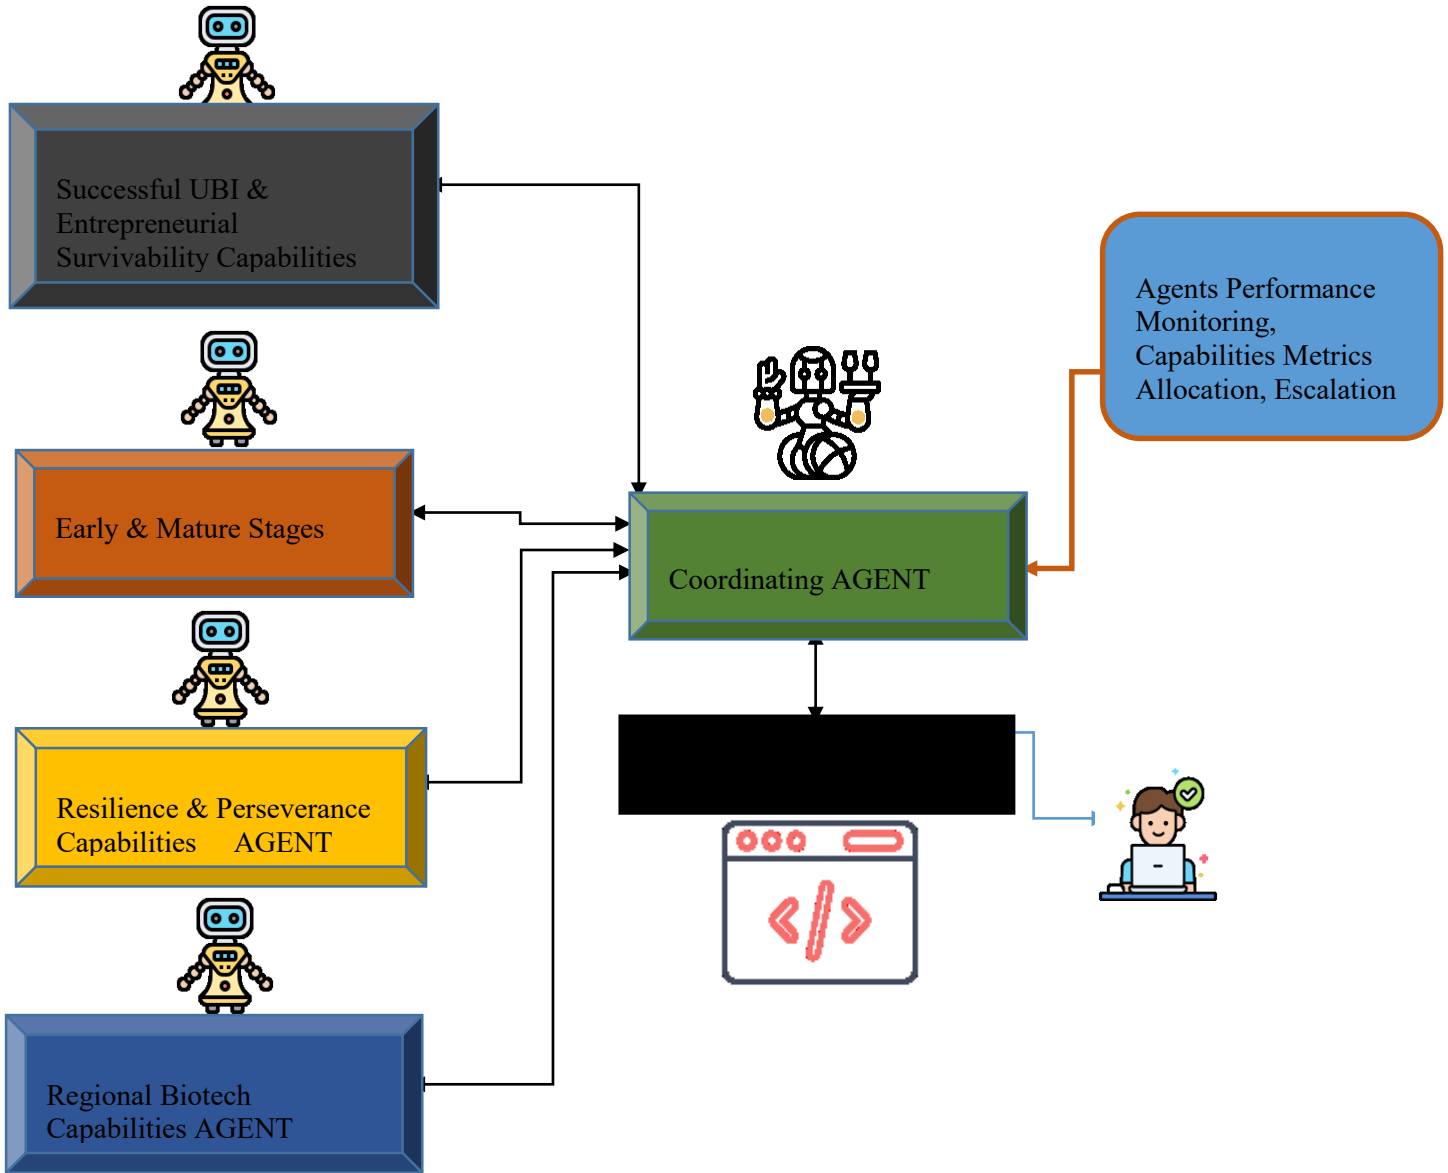 Successful UBI &
Entrepreneurial
Survivability Capabilities
Agents Performance
Monitoring,
Capabilities Metrics
Allocation, Escalation
Early & Mature Stages
Coordinating AGENT
Resilience & Perseverance
Capabilities AGENT
Regional Biotech
Capabilities AGENT